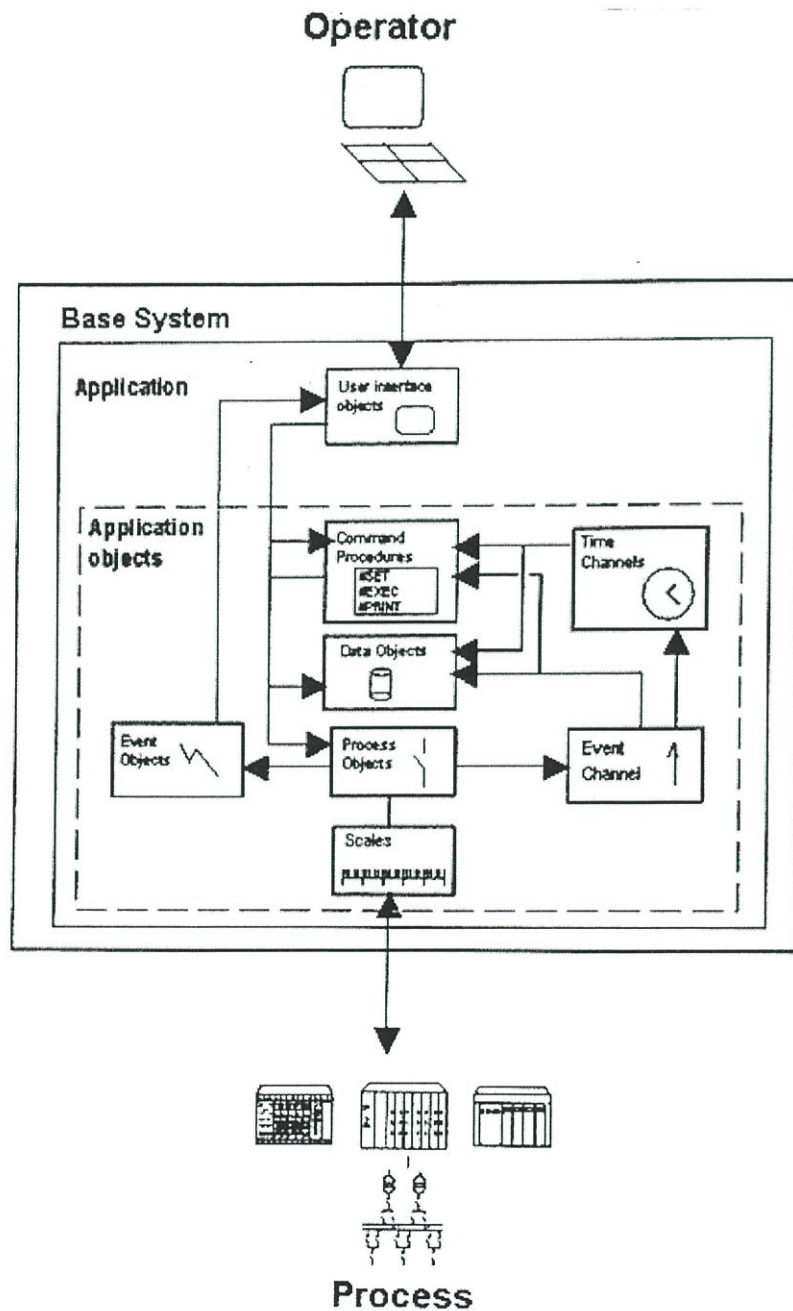 Operator
Base System
Application
User interface
objects
Application
objects
Command
Procedures
#SET
#EXEC
#PRINT
Time
Channels
Data Objects
Event
Objects
Process
Objects
Event
Channel
Scales
Process